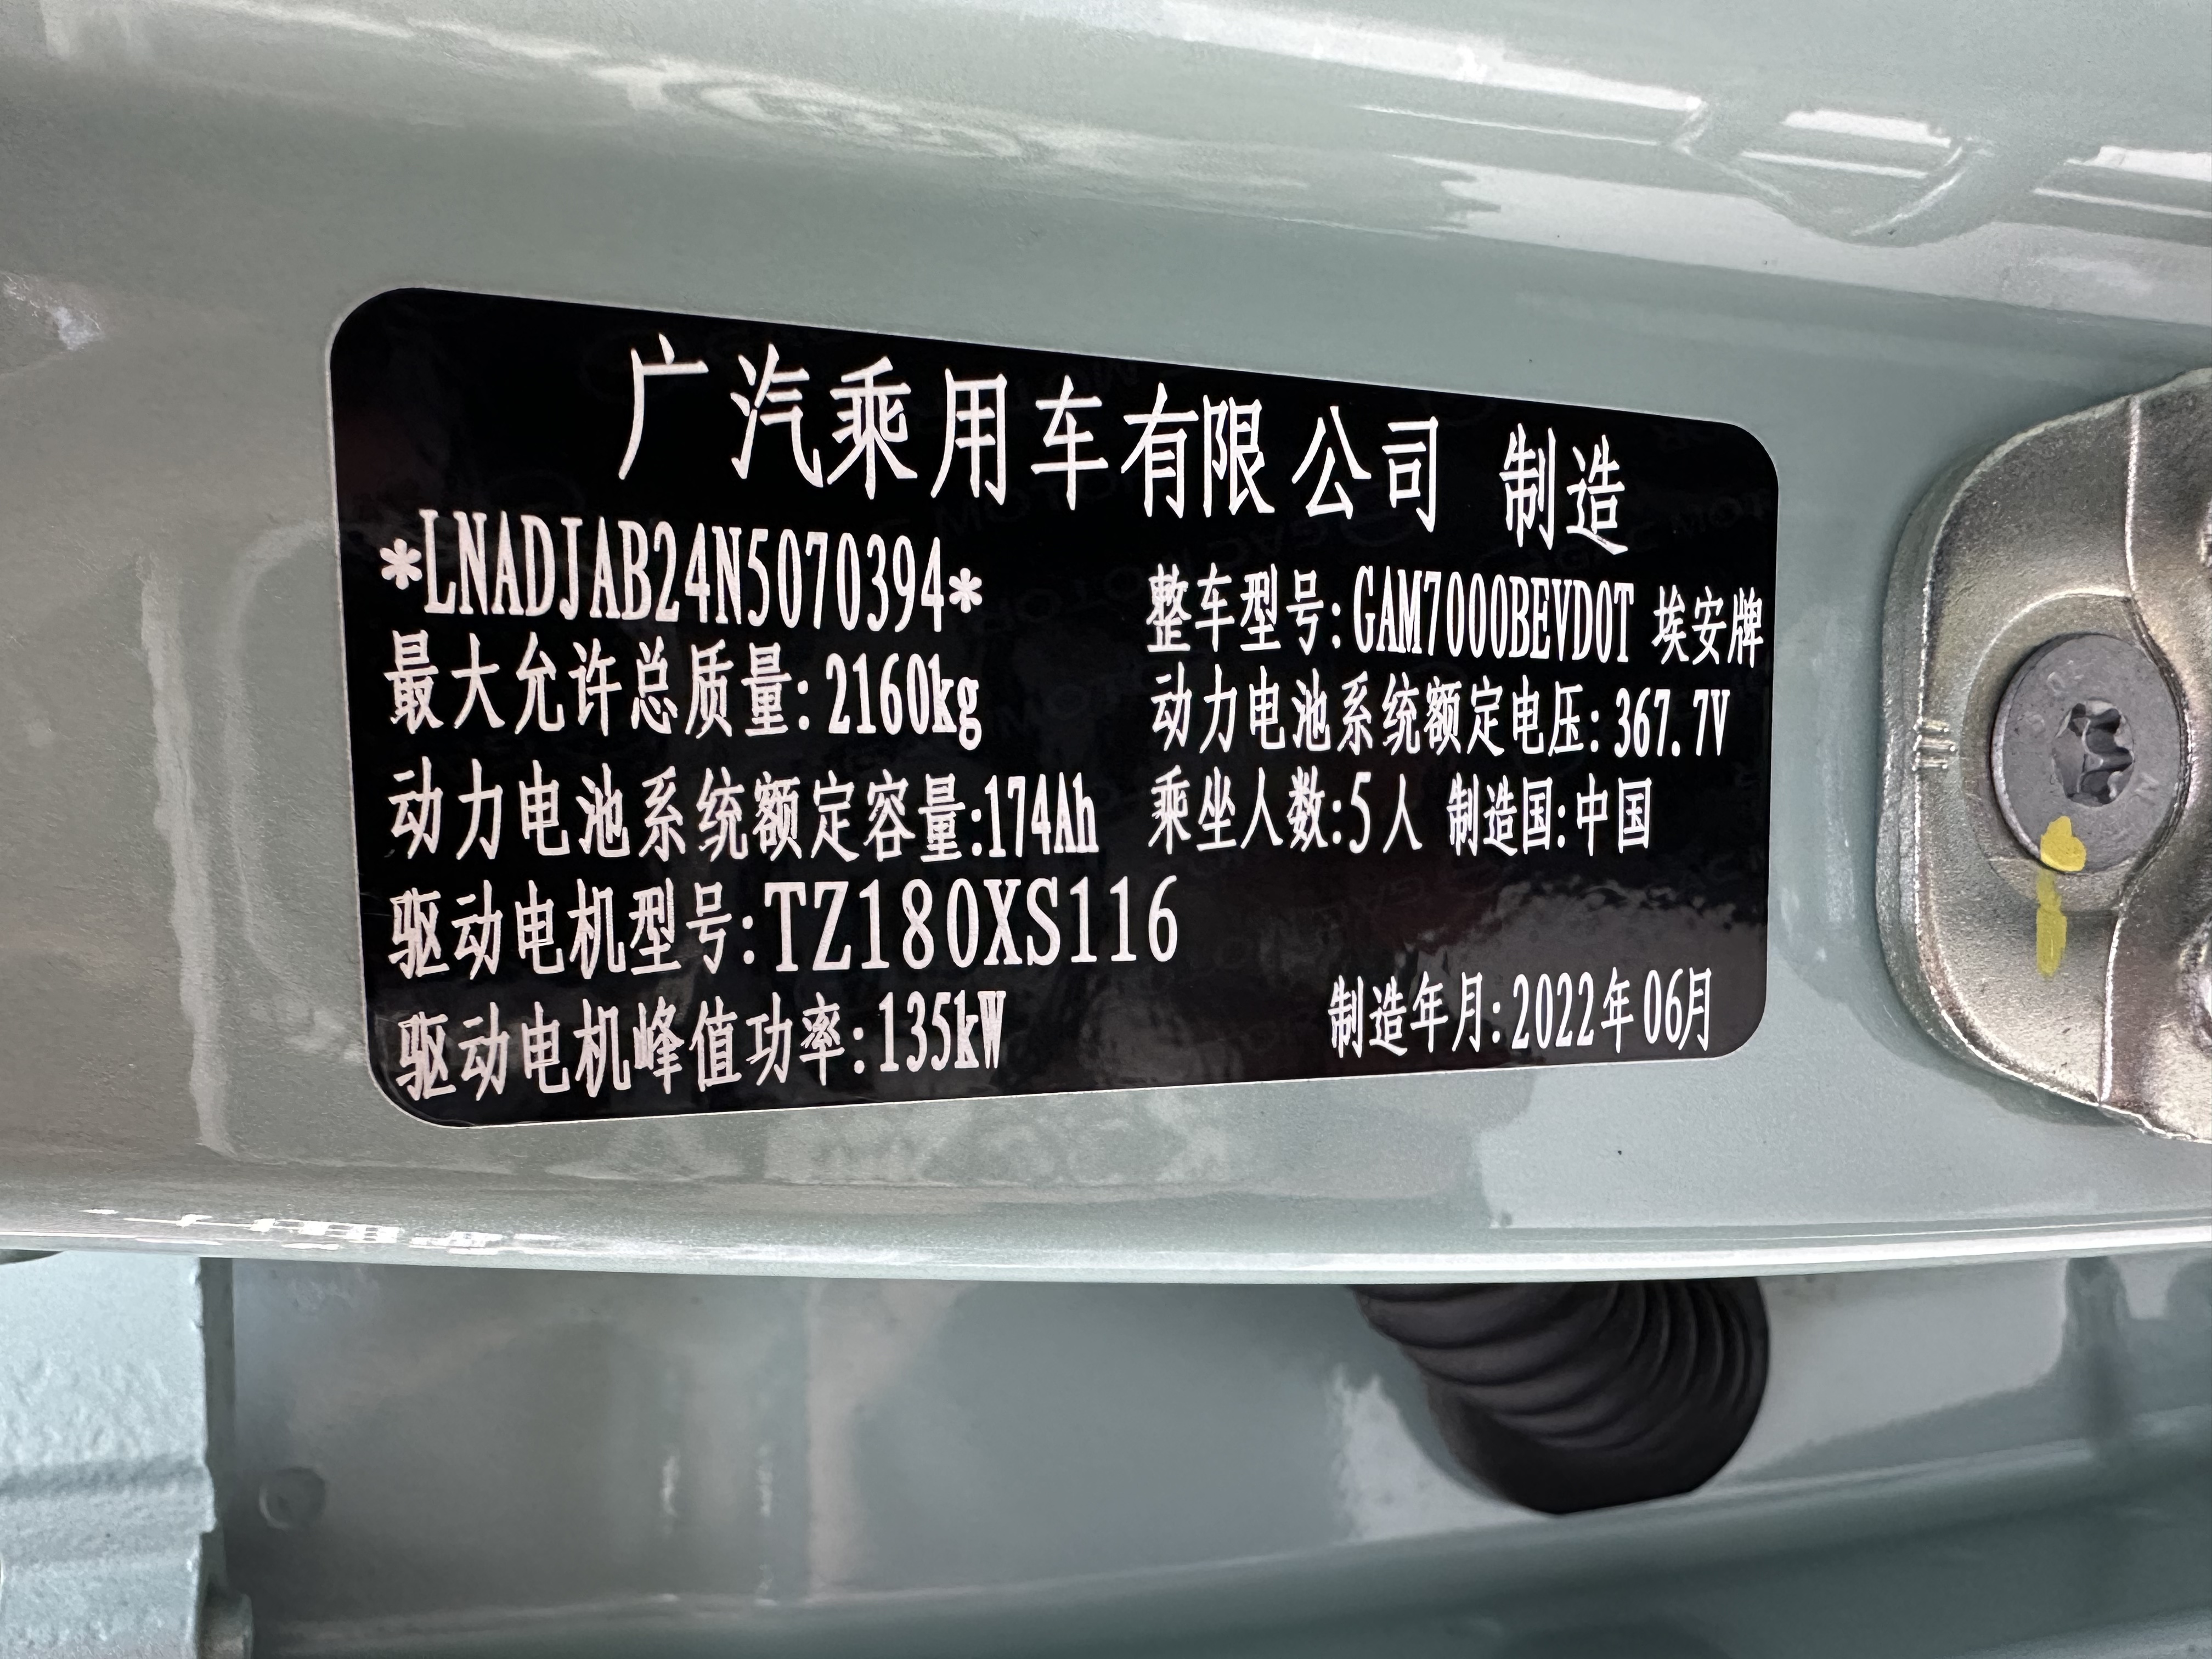 广汽乘用车有限公司 制造
*LNADJAB24N5070394*
整车型号:GAM7000BEVD0T 埃安牌
最大允许总质量:2160kg
动力电池系统额定电压:367.7V
动力电池系统额定容量:174Ah
乘坐人数:5人 制造国:中国
驱动电机型号:TZ180XS116
驱动电机峰值功率:135kW
制造年月:2022年06月